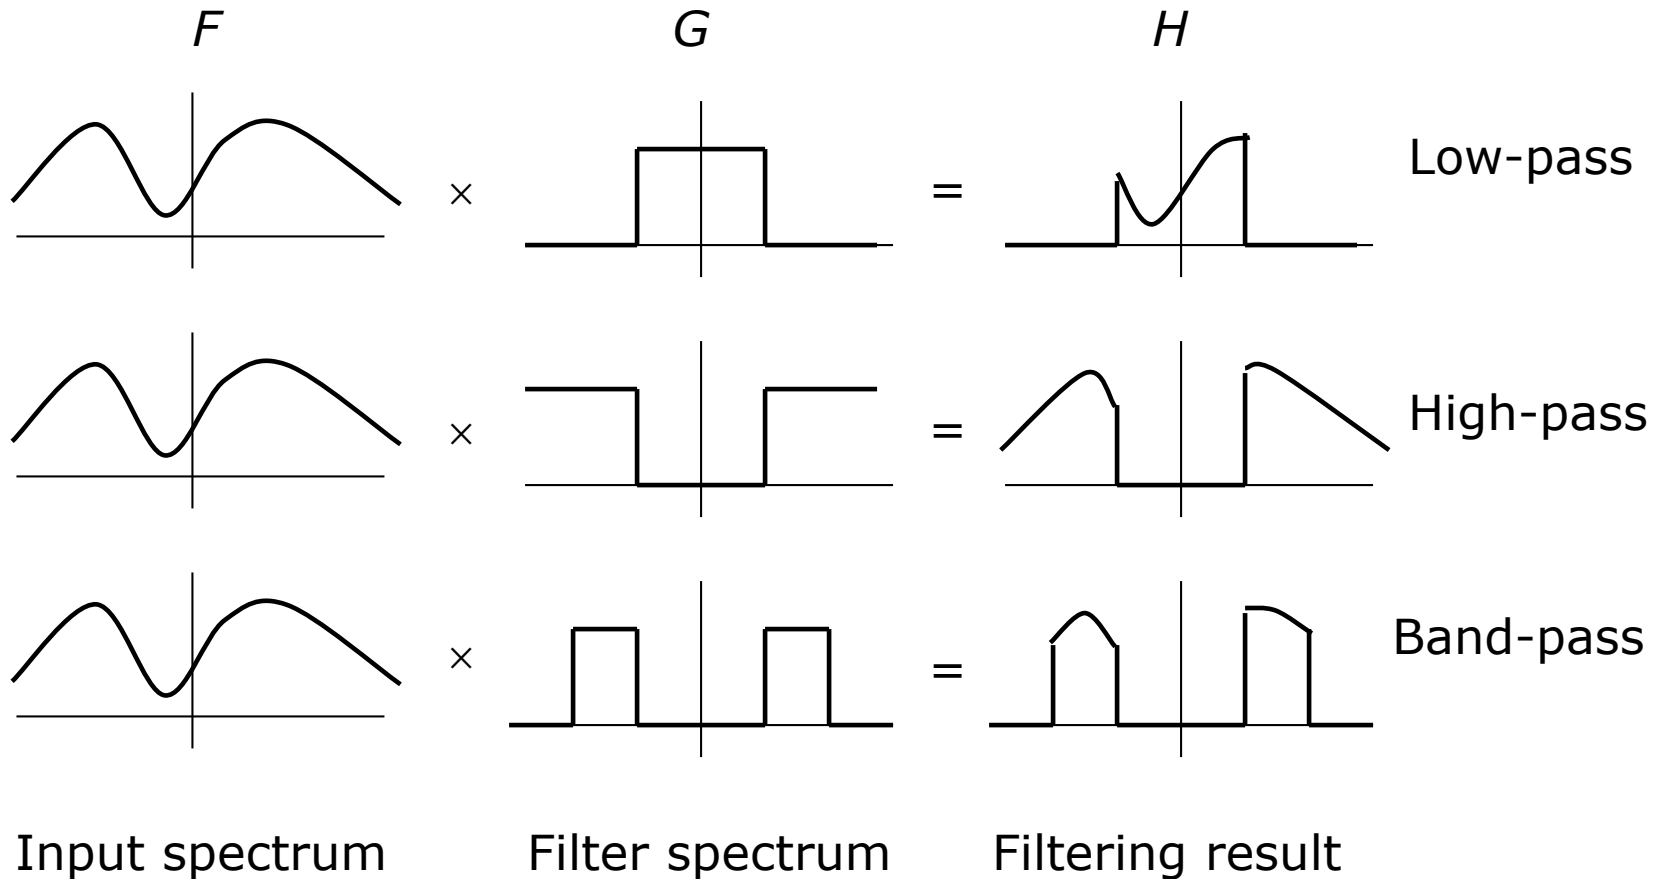 F G H
× = Low-pass
× = High-pass
× = Band-pass
Input spectrum Filter spectrum Filtering result